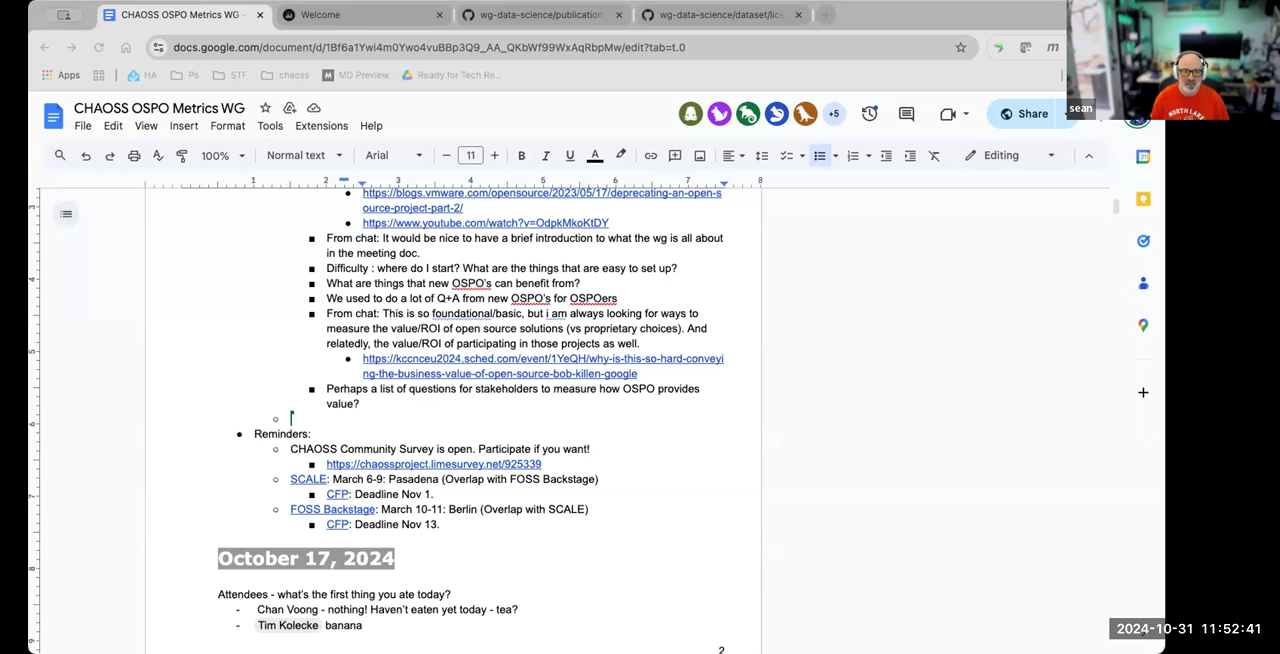 CHAOSS OSPO Metrics WG -
Welcome
wg-data-science/publication
wg-data-science/dataset/lice
docs.google.com/document/d/1Bf6a1Ywi4m0Ywo4vuBBp3Q9_AA_QKbWf99WxAqRbpMw/edit?tab=t.0
Apps
HA
Ps
STF
chaoss
MD Preview
Ready for Tech Re...
sean
NORTH LAKE
CHAOSS OSPO Metrics WG
File Edit View Insert Format Tools Extensions Help
+5
Share
100%
Normal text
Arial
11
Editing
1 2 3 4 5 6 7 8
https://blogs.vmware.com/opensource/2023/05/17/deprecating-an-open-s
ource-project-part-2/
https://www.youtube.com/watch?v=OdpkMkoKtDY
From chat: It would be nice to have a brief introduction to what the wg is all about
in the meeting doc.
Difficulty : where do I start? What are the things that are easy to set up?
What are things that new OSPO's can benefit from?
We used to do a lot of Q+A from new OSPO's for OSPOers
From chat: This is so foundational/basic, but i am always looking for ways to
measure the value/ROI of open source solutions (vs proprietary choices). And
relatedly, the value/ROI of participating in those projects as well.
https://kccnceu2024.sched.com/event/1YeQH/why-is-this-so-hard-conveyi
ng-the-business-value-of-open-source-bob-killen-google
Perhaps a list of questions for stakeholders to measure how OSPO provides
value?
Reminders:
CHAOSS Community Survey is open. Participate if you want!
https://chaossproject.limesurvey.net/925339
SCALE: March 6-9: Pasadena (Overlap with FOSS Backstage)
CFP: Deadline Nov 1.
FOSS Backstage: March 10-11: Berlin (Overlap with SCALE)
CFP: Deadline Nov 13.
October 17, 2024
Attendees - what's the first thing you ate today?
- Chan Voong - nothing! Haven't eaten yet today - tea?
- Tim Kolecke banana
2
2024-10-31 11:52:41